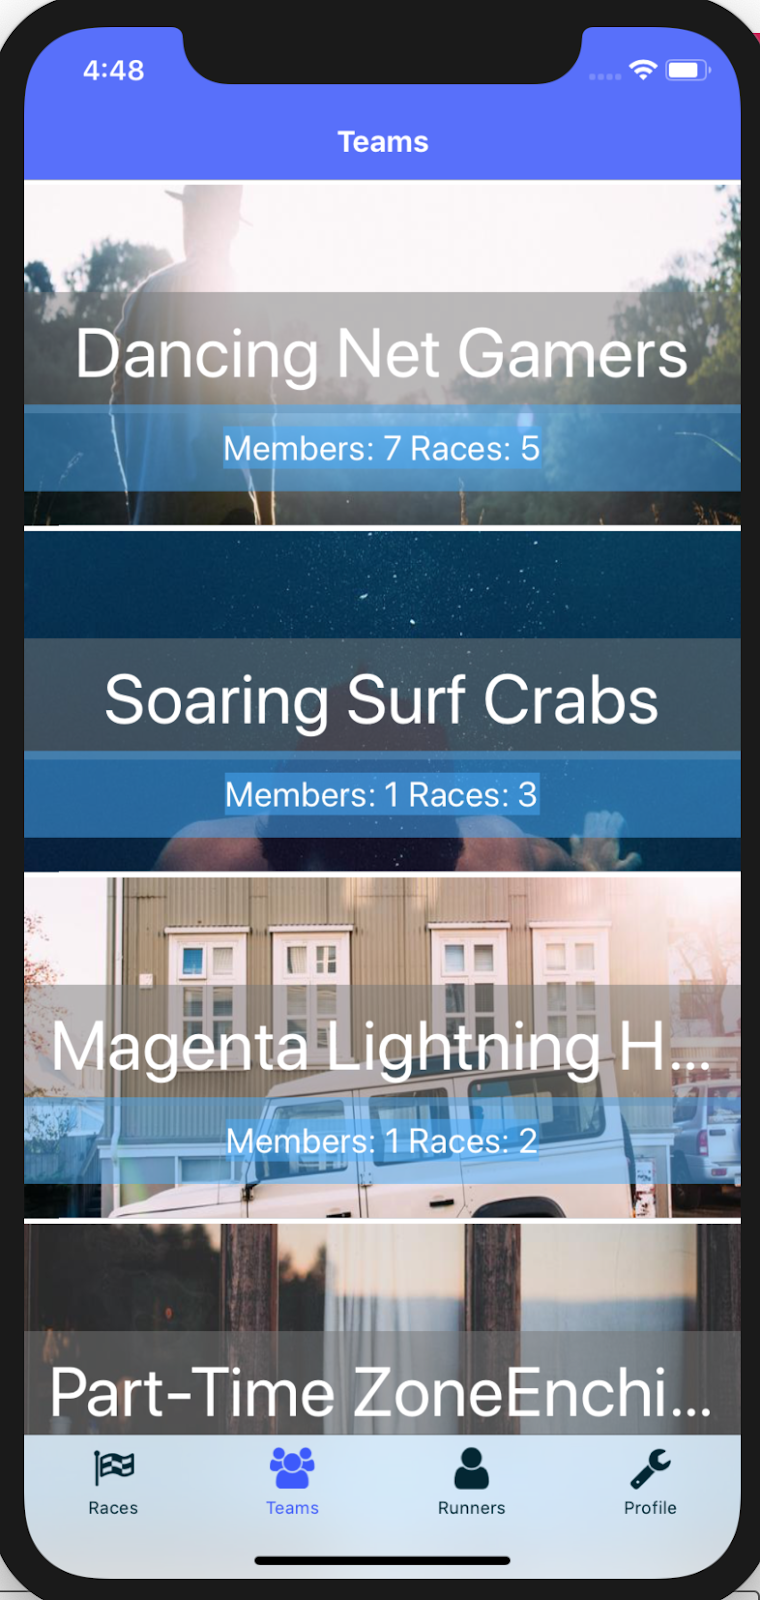 4:48
Teams
Dancing Net Gamers
Members: 7 Races: 5
Soaring Surf Crabs
Members: 1 Races: 3
Magenta Lightning H...
Members: 1 Races: 2
Part-Time ZoneEnchi...
Races Teams Runners Profile